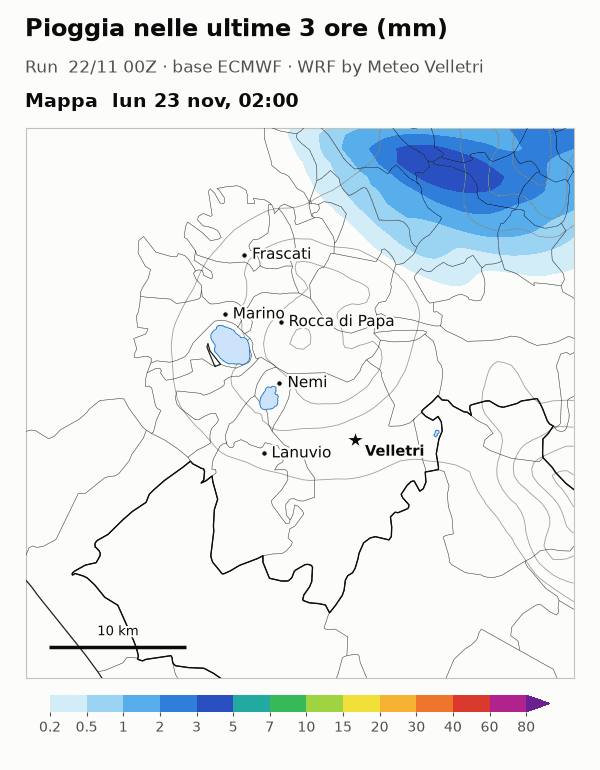 Pioggia nelle ultime 3 ore (mm)
Run  22/11 00Z · base ECMWF · WRF by Meteo Velletri
Mappa  lun 23 nov, 02:00
Frascati
Marino
Rocca di Papa
Nemi
Velletri
Lanuvio
10 km
0.2 0.5 1 2 3 5 7 10 15 20 30 40 60 80